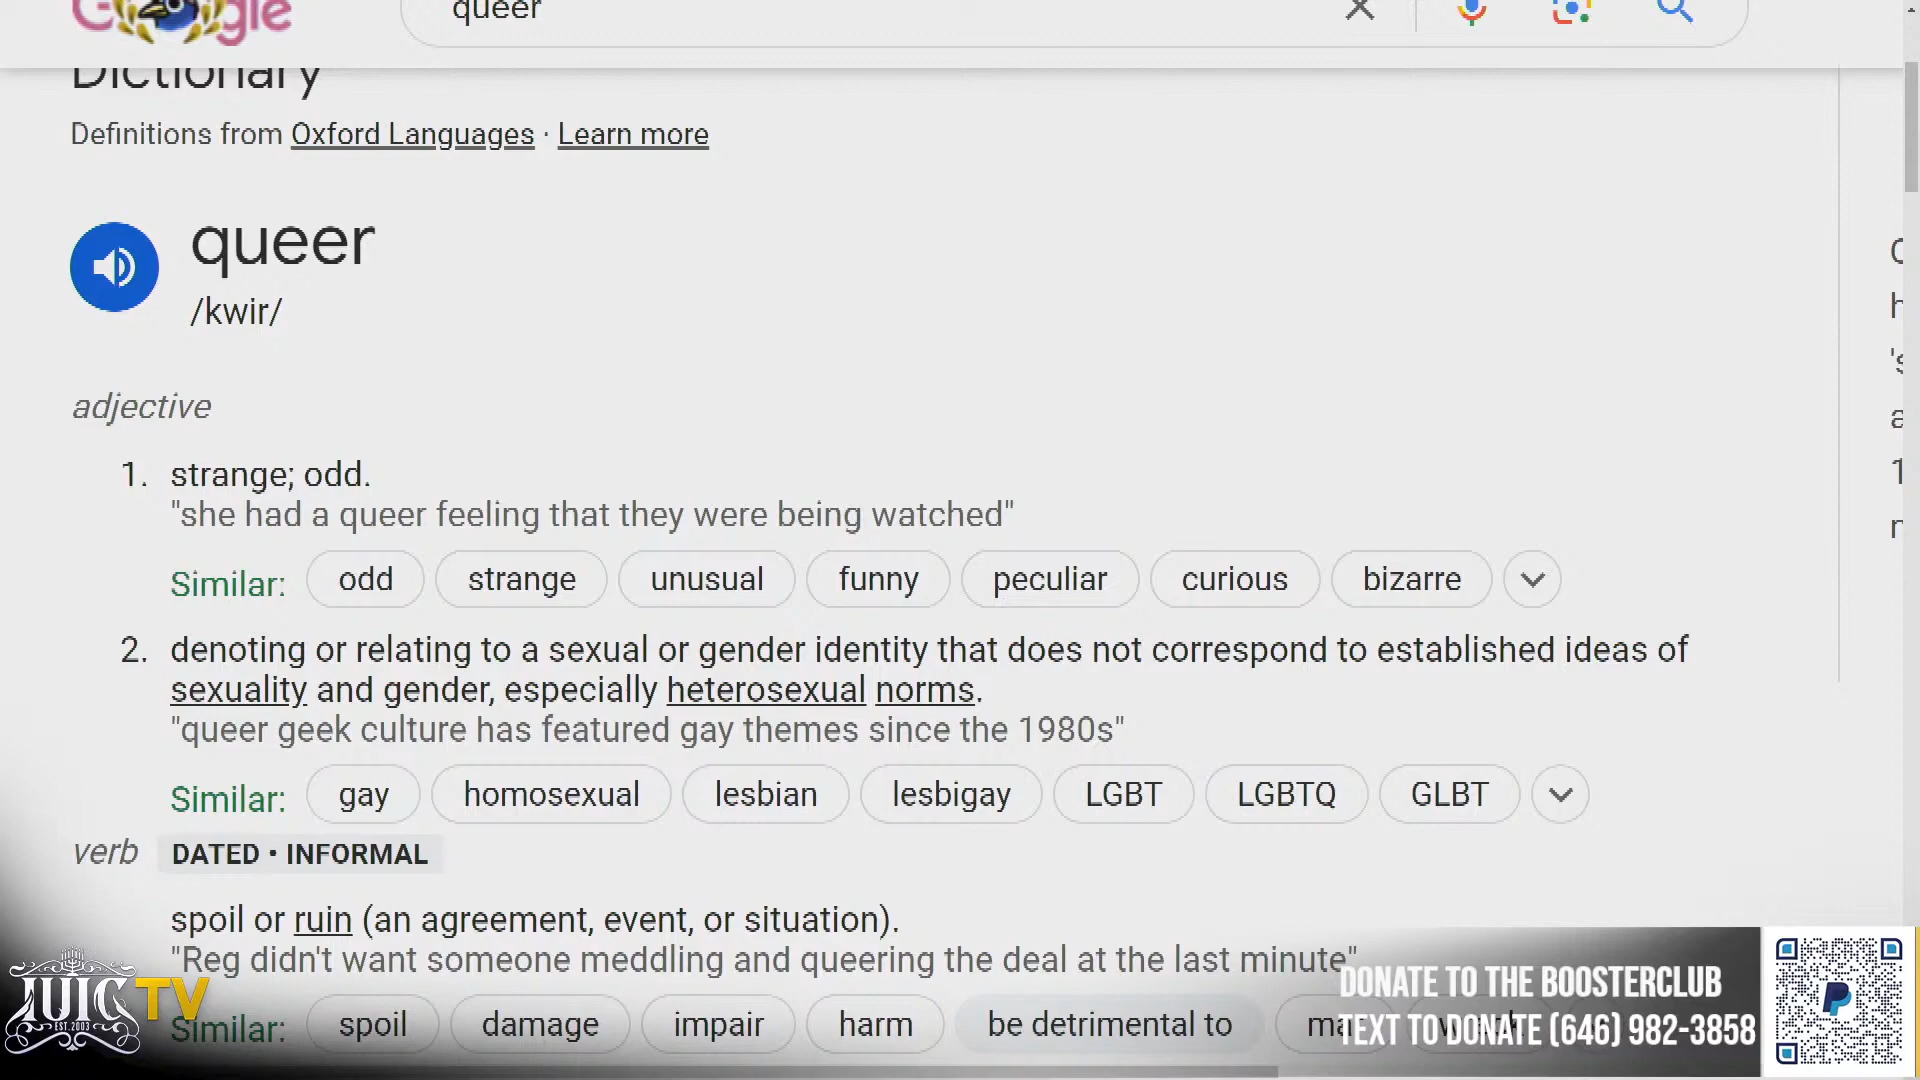 Google
queer
Dictionary
Definitions from Oxford Languages · Learn more
queer
/kwir/
adjective
1. strange; odd.
"she had a queer feeling that they were being watched"
Similar: odd strange unusual funny peculiar curious bizarre
2. denoting or relating to a sexual or gender identity that does not correspond to established ideas of
sexuality and gender, especially heterosexual norms.
"queer geek culture has featured gay themes since the 1980s"
Similar: gay homosexual lesbian lesbigay LGBT LGBTQ GLBT
verb DATED • INFORMAL
spoil or ruin (an agreement, event, or situation).
"Reg didn't want someone meddling and queering the deal at the last minute"
Similar: spoil damage impair harm be detrimental to
IUIC TV
EST. 2003
DONATE TO THE BOOSTERCLUB
TEXT TO DONATE (646) 982-3858